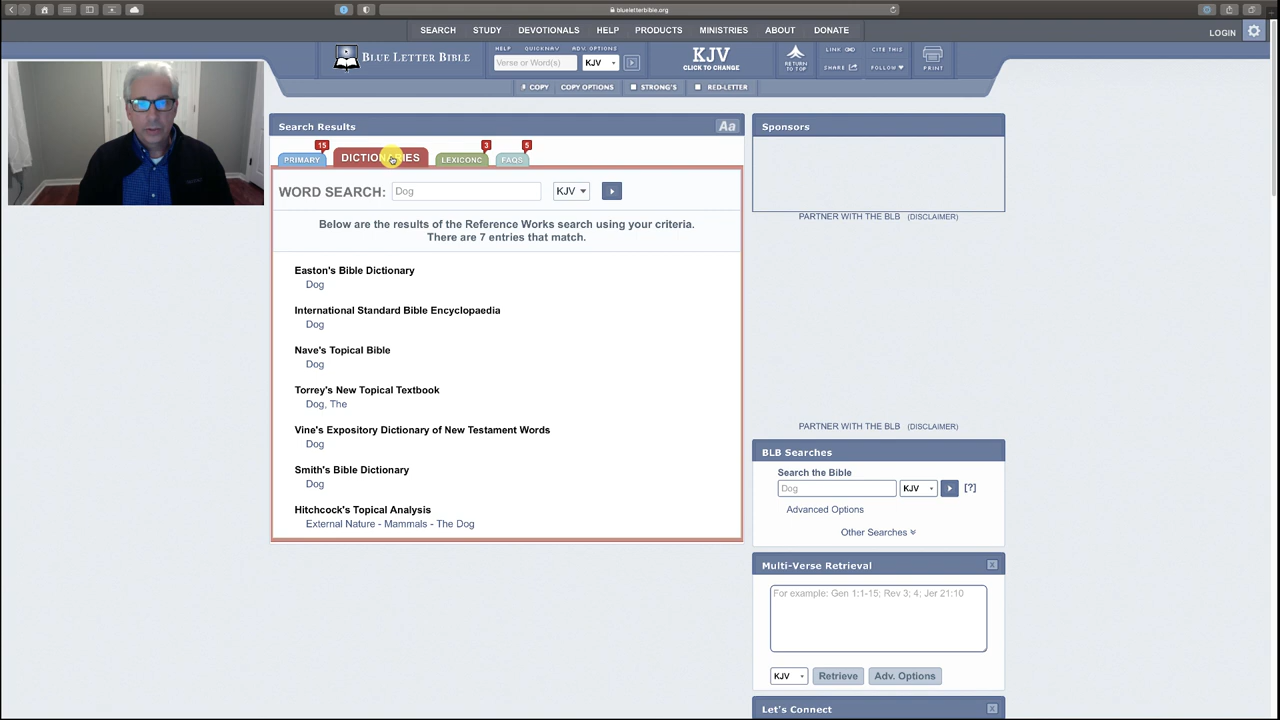 blueletterbible.org
SEARCH STUDY DEVOTIONALS HELP PRODUCTS MINISTRIES ABOUT DONATE
LOGIN
BLUE LETTER BIBLE
HELP QUICKNAV ADV. OPTIONS
Verse or Word(s) KJV
KJV
CLICK TO CHANGE
RETURN
TO TOP
LINK CITE THIS
SHARE FOLLOW
PRINT
COPY COPY OPTIONS STRONG'S RED-LETTER
Search Results Aa
15 3 5
PRIMARY DICTIONARIES LEXICONC FAQS
WORD SEARCH: Dog KJV
Below are the results of the Reference Works search using your criteria.
There are 7 entries that match.
Easton's Bible Dictionary
Dog
International Standard Bible Encyclopaedia
Dog
Nave's Topical Bible
Dog
Torrey's New Topical Textbook
Dog, The
Vine's Expository Dictionary of New Testament Words
Dog
Smith's Bible Dictionary
Dog
Hitchcock's Topical Analysis
External Nature - Mammals - The Dog
Sponsors
PARTNER WITH THE BLB (DISCLAIMER)
PARTNER WITH THE BLB (DISCLAIMER)
BLB Searches
Search the Bible
Dog KJV [?]
Advanced Options
Other Searches
Multi-Verse Retrieval X
For example: Gen 1:1-15; Rev 3; 4; Jer 21:10
KJV Retrieve Adv. Options
Let's Connect X